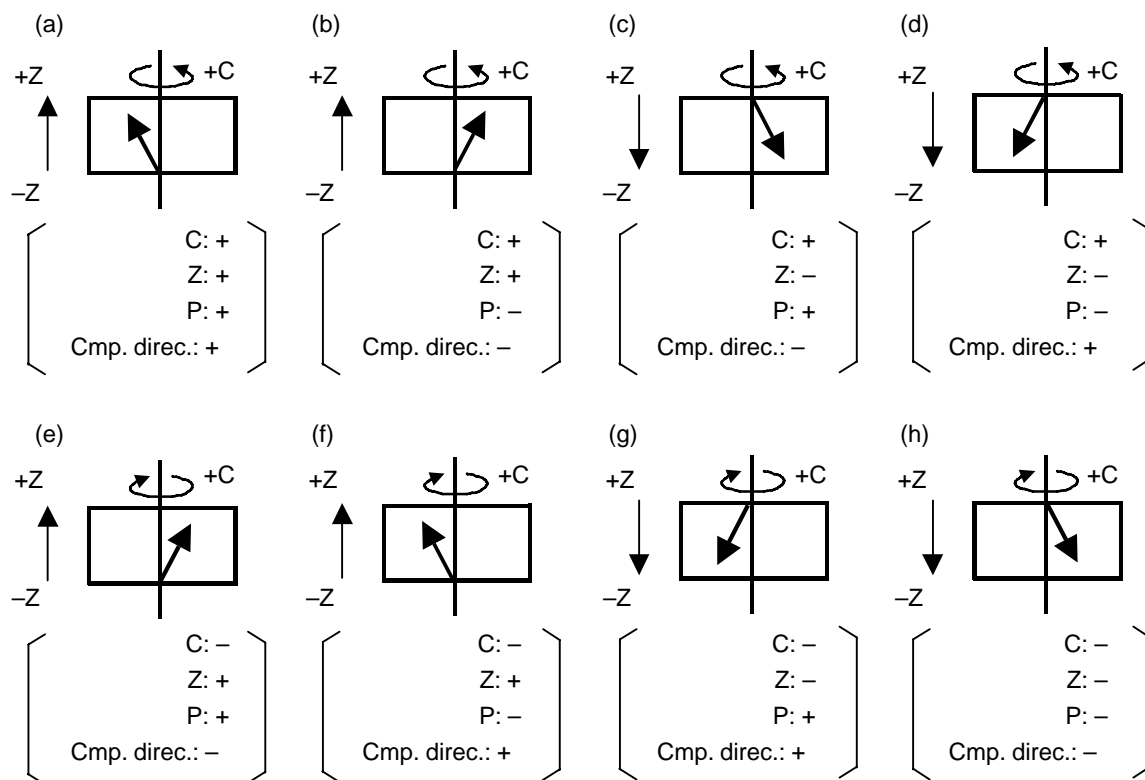 (a) (b) (c) (d)
+Z +C +Z +C +Z +C +Z +C
–Z –Z –Z –Z
C: + C: + C: + C: +
Z: + Z: + Z: – Z: –
P: + P: – P: + P: –
Cmp. direc.: + Cmp. direc.: – Cmp. direc.: – Cmp. direc.: +
(e) (f) (g) (h)
+Z +C +Z +C +Z +C +Z +C
–Z –Z –Z –Z
C: – C: – C: – C: –
Z: + Z: + Z: – Z: –
P: + P: – P: + P: –
Cmp. direc.: – Cmp. direc.: + Cmp. direc.: + Cmp. direc.: –